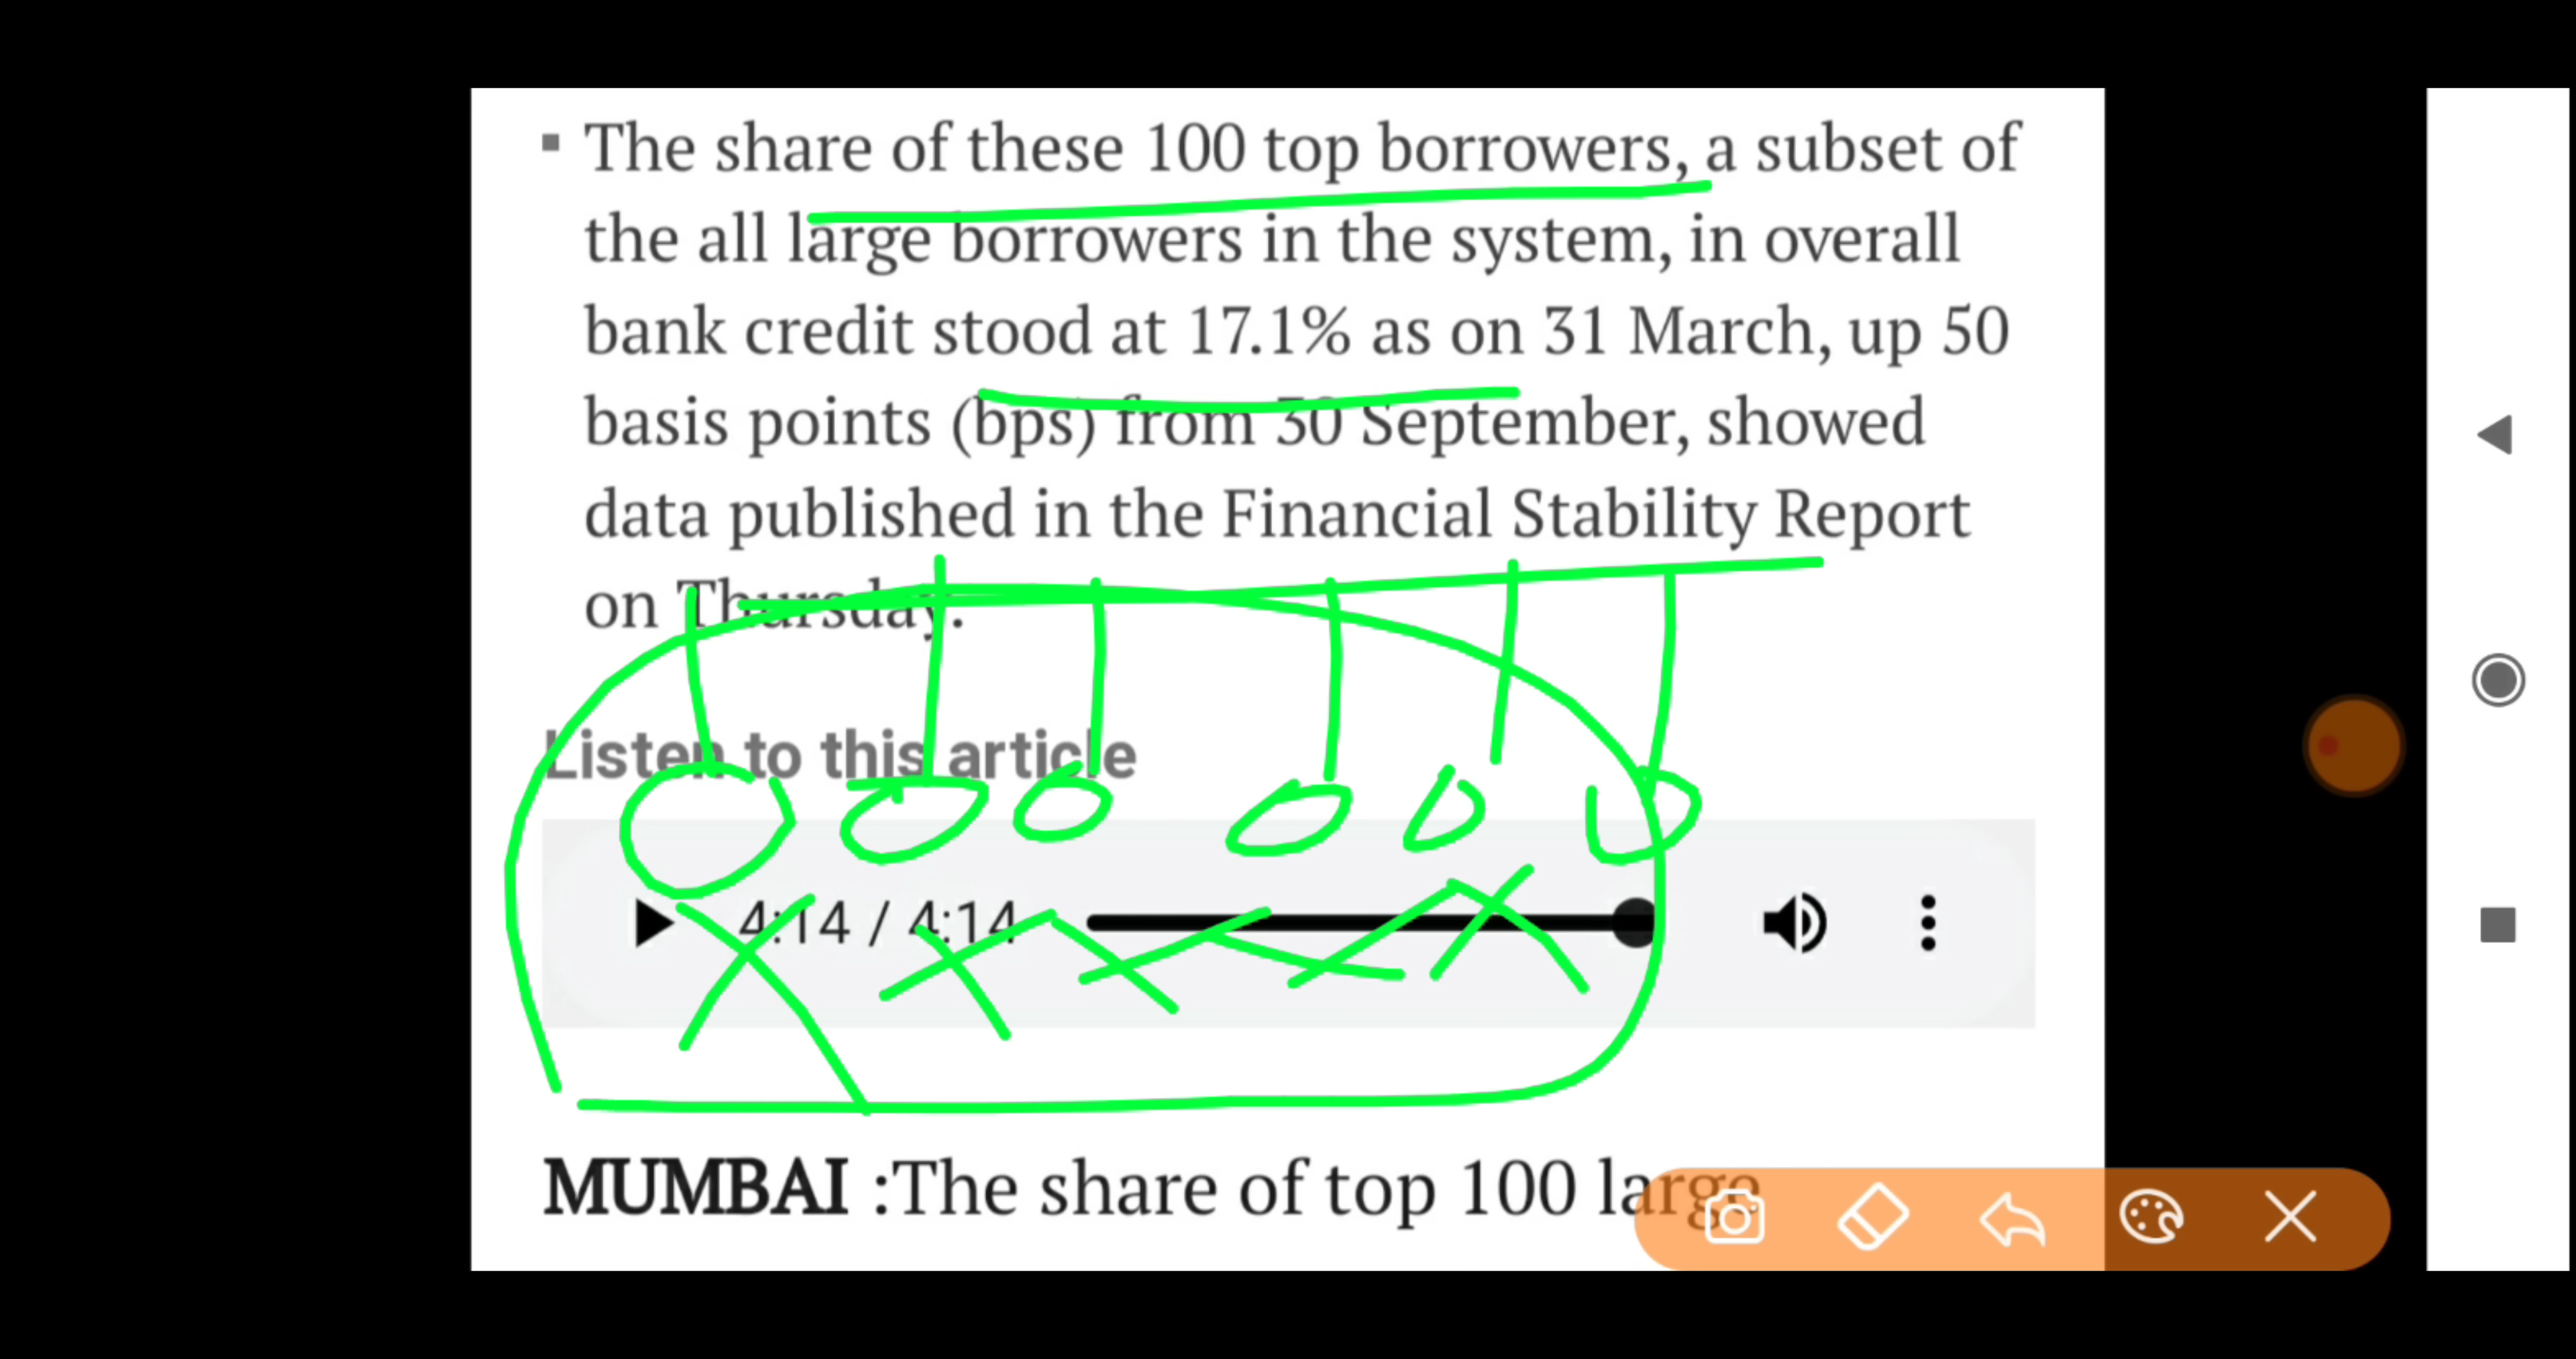 The share of these 100 top borrowers, a subset of
the all large borrowers in the system, in overall
bank credit stood at 17.1% as on 31 March, up 50
basis points (bps) from 30 September, showed
data published in the Financial Stability Report
on Thursday.
Listen to this article
4:14 / 4:14
MUMBAI :The share of top 100 large